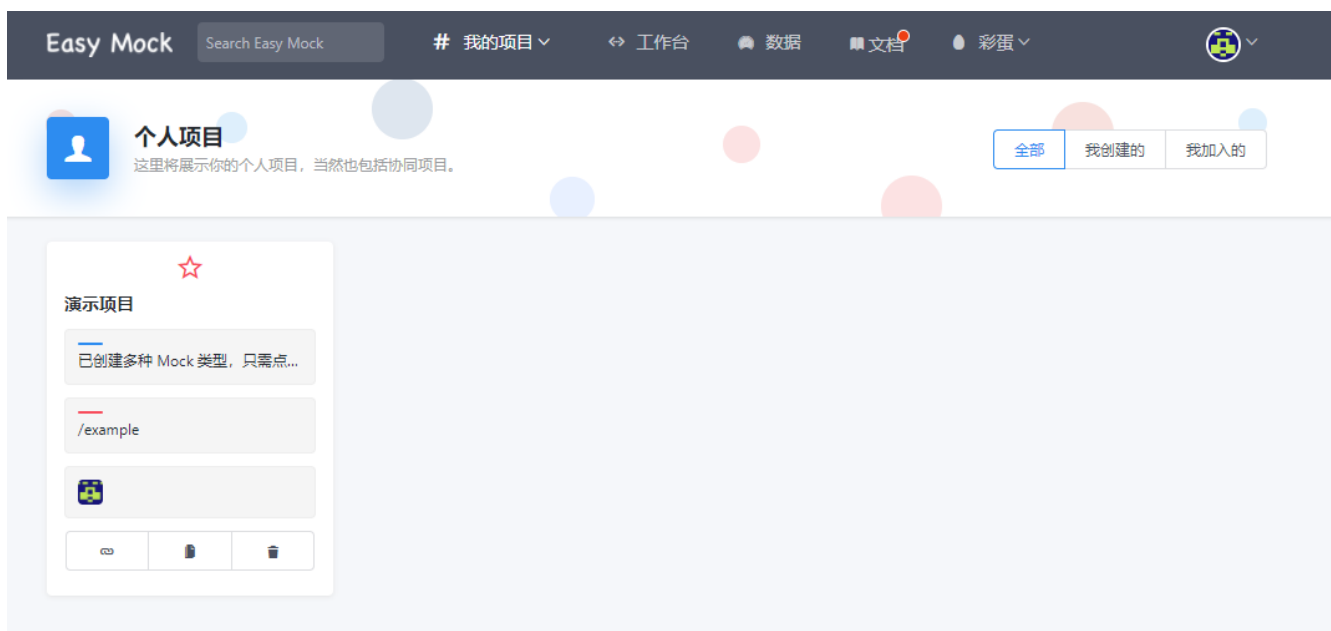 Easy Mock
Search Easy Mock
# 我的项目
工作台
数据
文档
彩蛋
个人项目
这里将展示你的个人项目，当然也包括协同项目。
全部
我创建的
我加入的
演示项目
已创建多种 Mock 类型，只需点...
/example